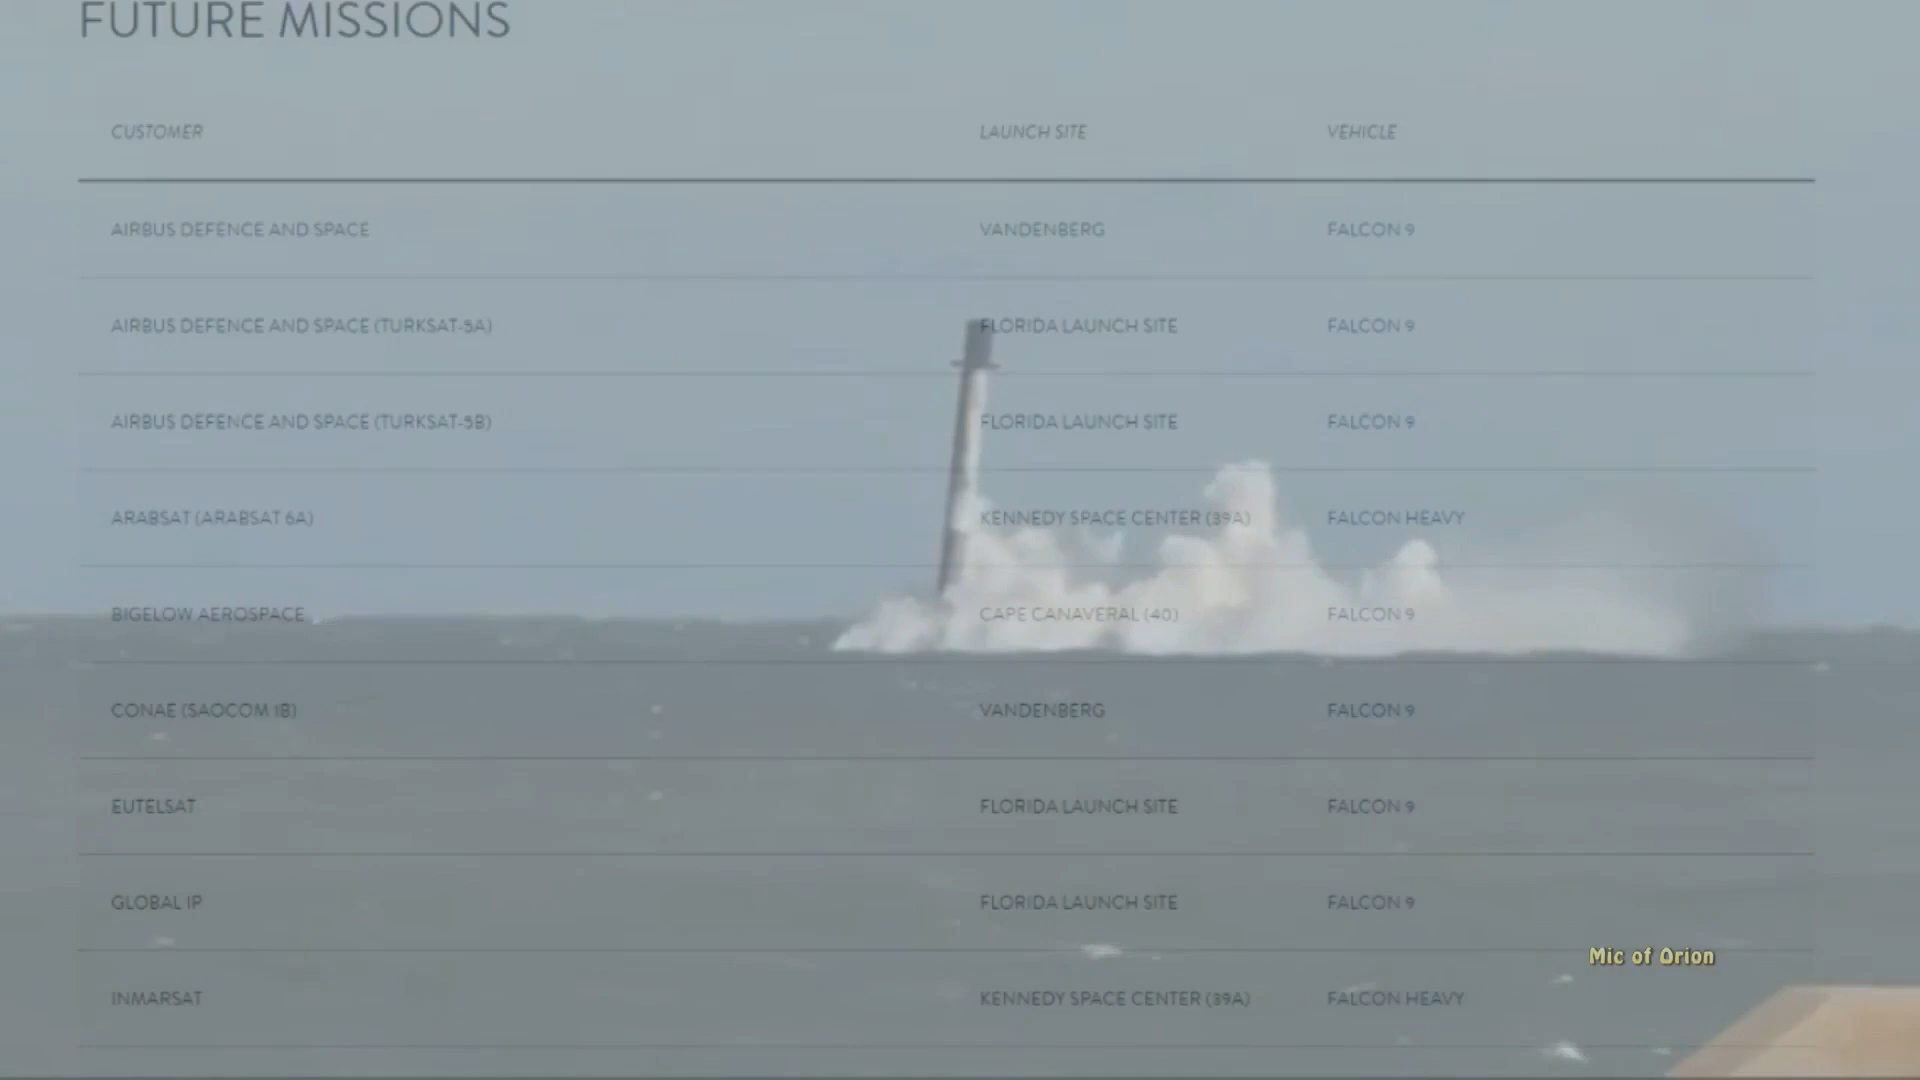 FUTURE MISSIONS
CUSTOMER LAUNCH SITE VEHICLE
AIRBUS DEFENCE AND SPACE VANDENBERG FALCON 9
AIRBUS DEFENCE AND SPACE (TURKSAT-5A) FLORIDA LAUNCH SITE FALCON 9
AIRBUS DEFENCE AND SPACE (TURKSAT-5B) FLORIDA LAUNCH SITE FALCON 9
ARABSAT (ARABSAT 6A) KENNEDY SPACE CENTER (39A) FALCON HEAVY
BIGELOW AEROSPACE CAPE CANAVERAL (40) FALCON 9
CONAE (SAOCOM 1B) VANDENBERG FALCON 9
EUTELSAT FLORIDA LAUNCH SITE FALCON 9
GLOBAL IP FLORIDA LAUNCH SITE FALCON 9
Mic of Orion
INMARSAT KENNEDY SPACE CENTER (39A) FALCON HEAVY